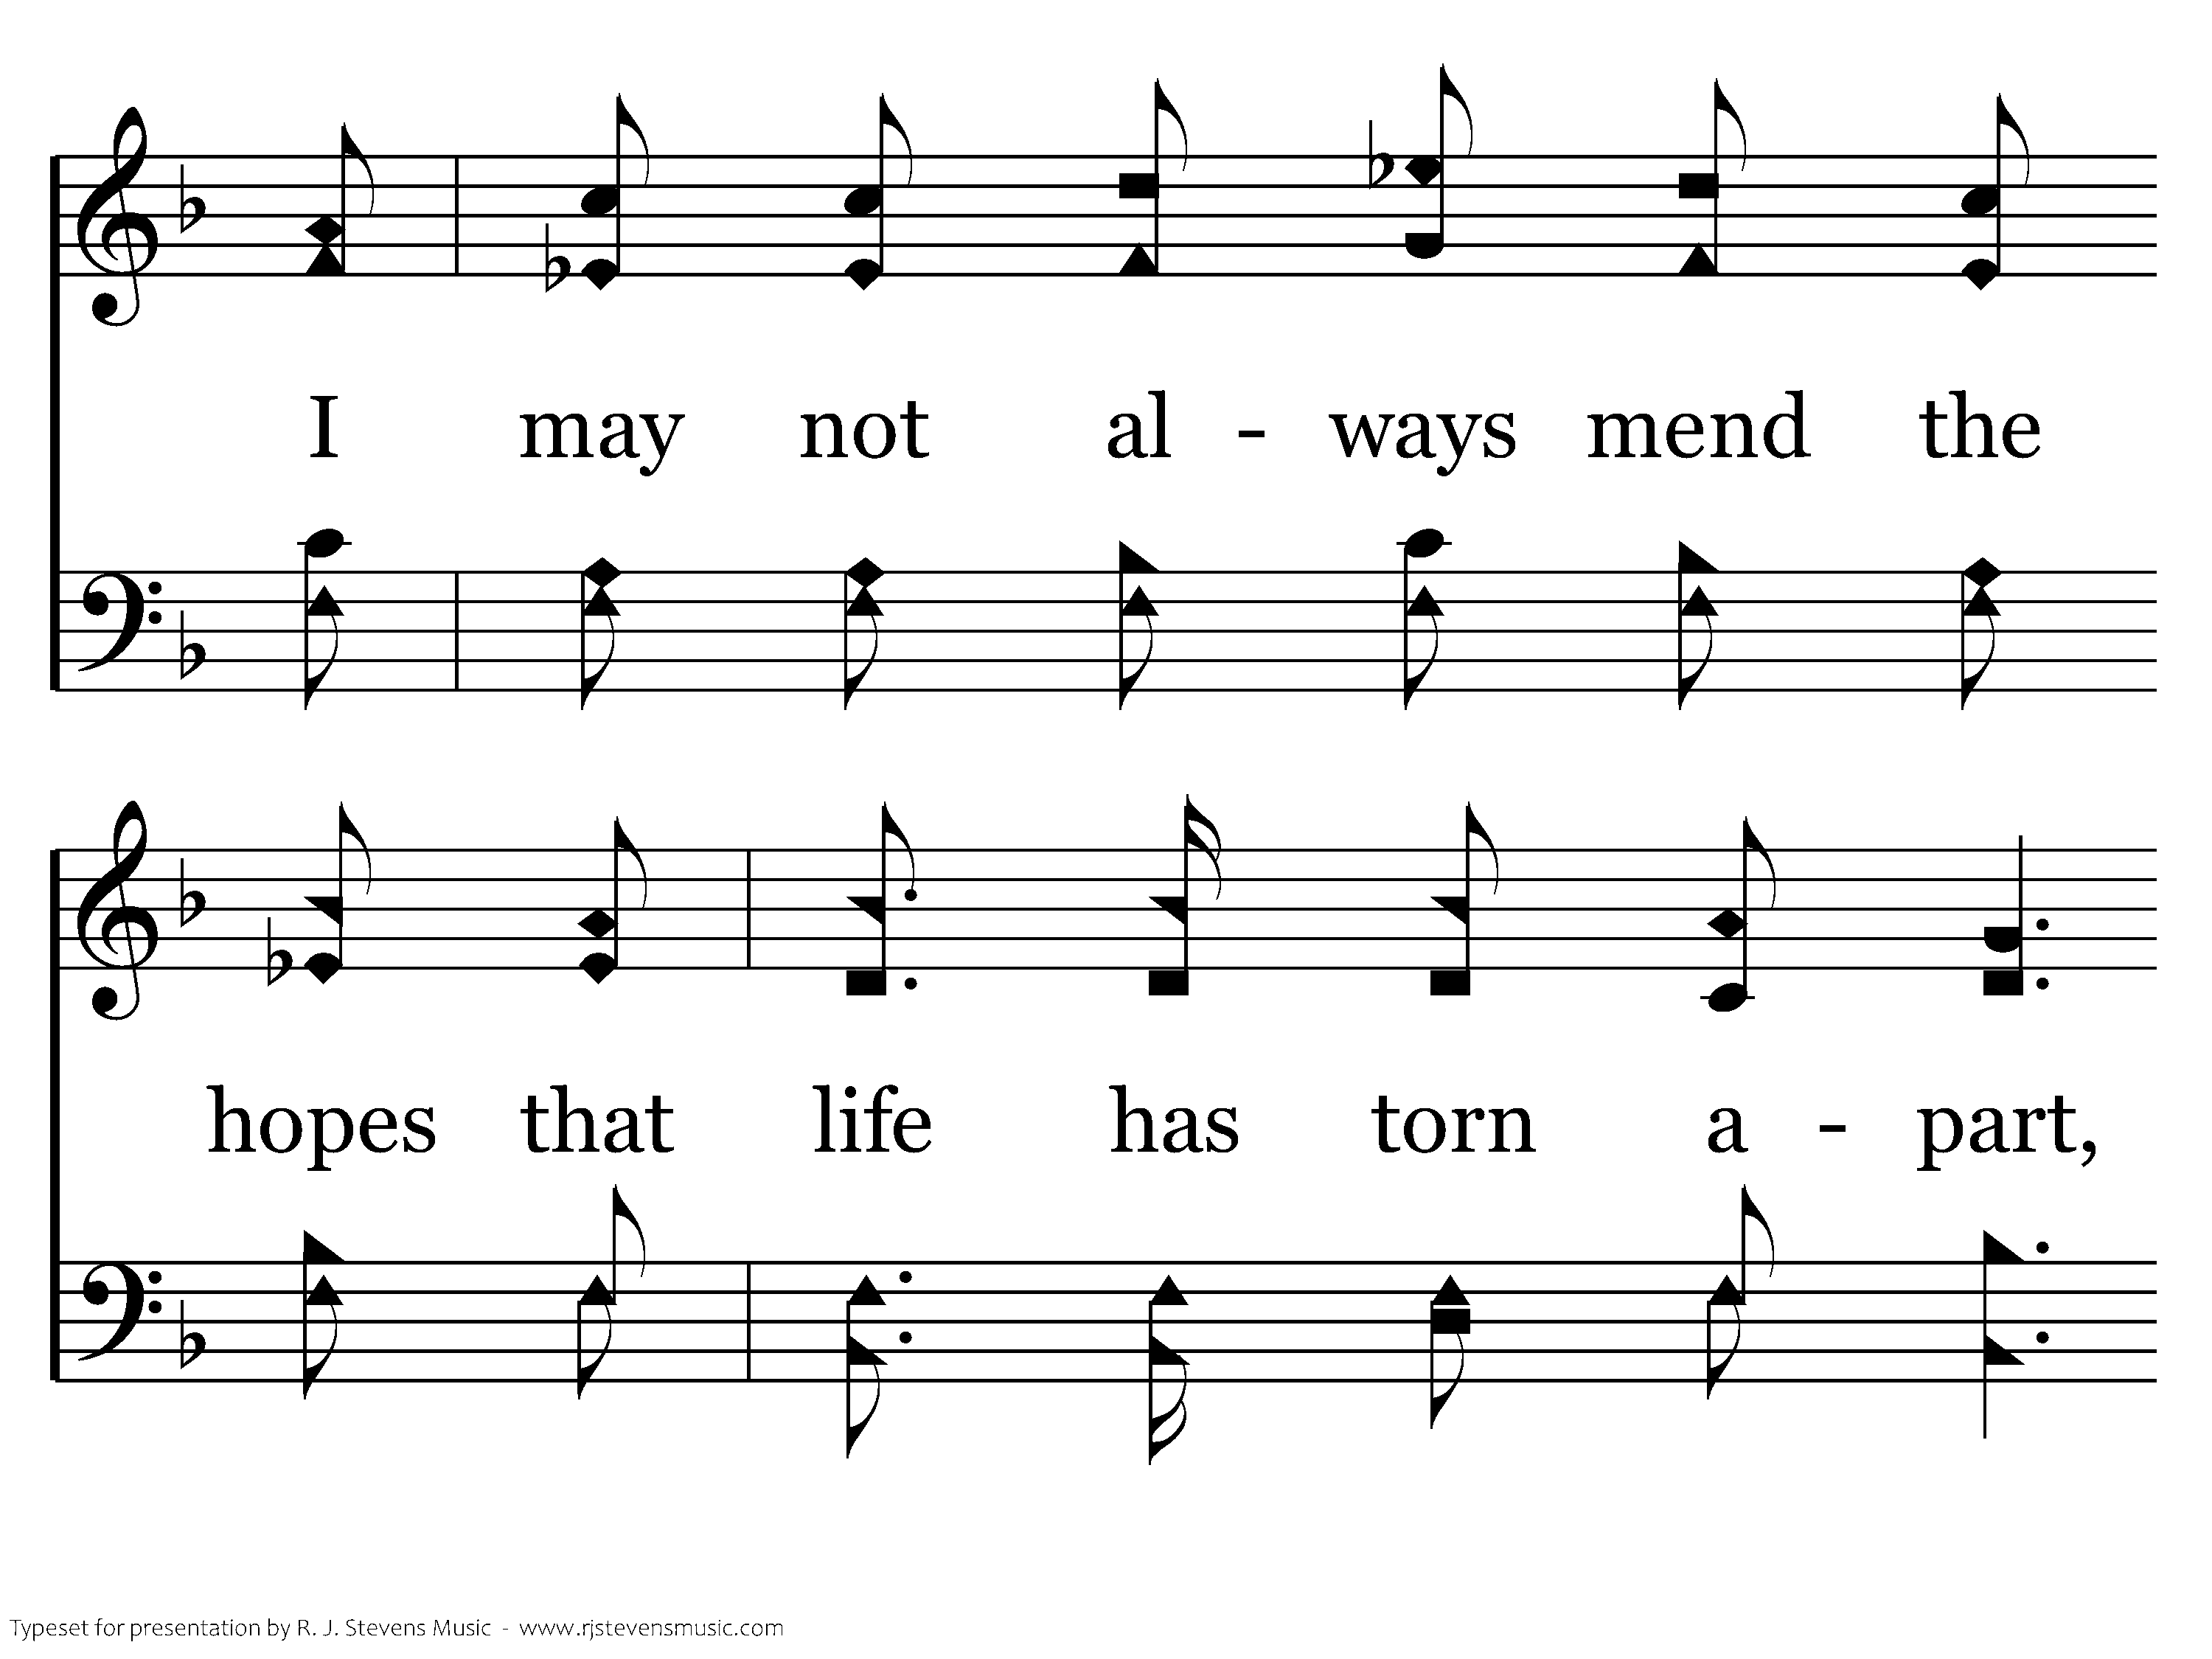 I may not al - ways mend the
hopes that life has torn a - part,
Typeset for presentation by R. J. Stevens Music - www.rjstevensmusic.com